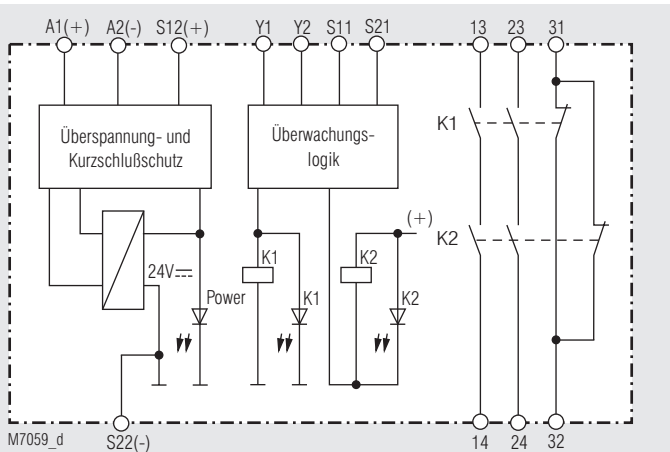 A1(+) A2(-) S12(+) Y1 Y2 S11 S21 13 23 31
Überspannung- und
Kurzschlußschutz
Überwachungs-
logik
K1
(+)
K2
24V
K1
K2
Power
K1
K2
M7059_d
S22(-)
14 24 32